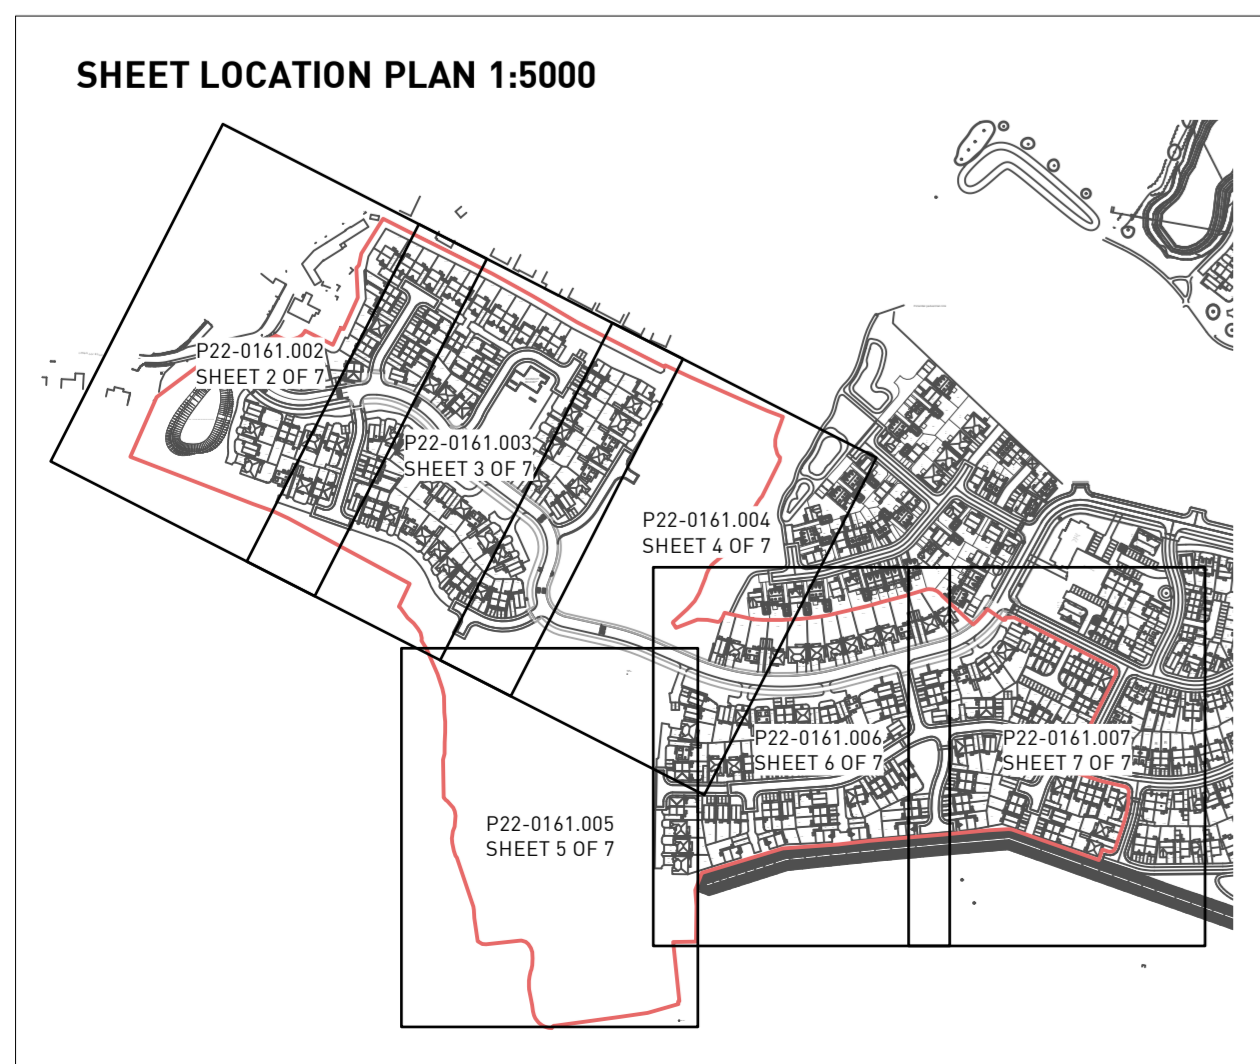 SHEET LOCATION PLAN 1:5000
P22-0161.002
SHEET 2 OF 7
P22-0161.003
SHEET 3 OF 7
P22-0161.004
SHEET 4 OF 7
P22-0161.006
SHEET 6 OF 7
P22-0161.007
SHEET 7 OF 7
P22-0161.005
SHEET 5 OF 7